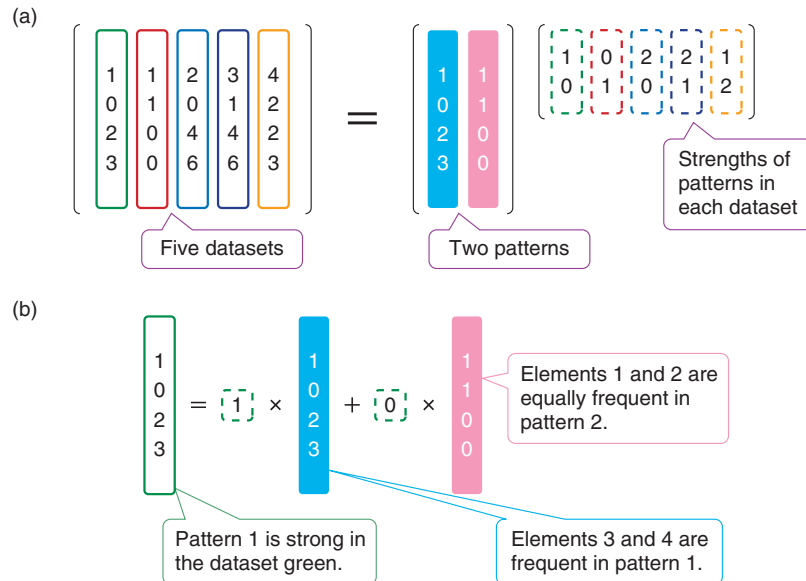 (a)
1 1 2 3 4 1 1 1 0 2 2 1
0 1 0 1 2 = 0 1 0 1 0 1 2
2 0 4 4 2 2 0
3 0 6 6 3 3 0
Strengths of
patterns in
each dataset
Five datasets
Two patterns
(b)
1 1 1
0 0 1
2 = 1 × 2 + 0 × 0
3 3 0
Elements 1 and 2 are
equally frequent in
pattern 2.
Pattern 1 is strong in
the dataset green.
Elements 3 and 4 are
frequent in pattern 1.